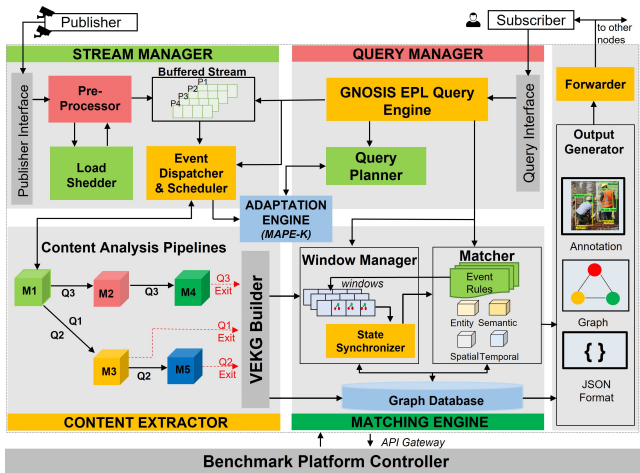 Publisher
Subscriber
to other
nodes
STREAM MANAGER
QUERY MANAGER
Publisher Interface
Pre-
Processor
Buffered Stream
P1
P2
P3
P4
Load
Shedder
Event
Dispatcher
& Scheduler
GNOSIS EPL Query
Engine
Query
Planner
Query Interface
ADAPTATION
ENGINE
(MAPE-K)
Forwarder
Output
Generator
Annotation
Graph
{ }
JSON
Format
Content Analysis Pipelines
M1
Q3
M2
Q3
M4
Q3
Exit
Q1
Q2
Q1
Exit
M3
Q2
M5
Q2
Exit
VEKG Builder
CONTENT EXTRACTOR
Window Manager
windows
State
Synchronizer
Matcher
Event
Rules
Entity
Semantic
Spatial
Temporal
Graph Database
MATCHING ENGINE
API Gateway
Benchmark Platform Controller